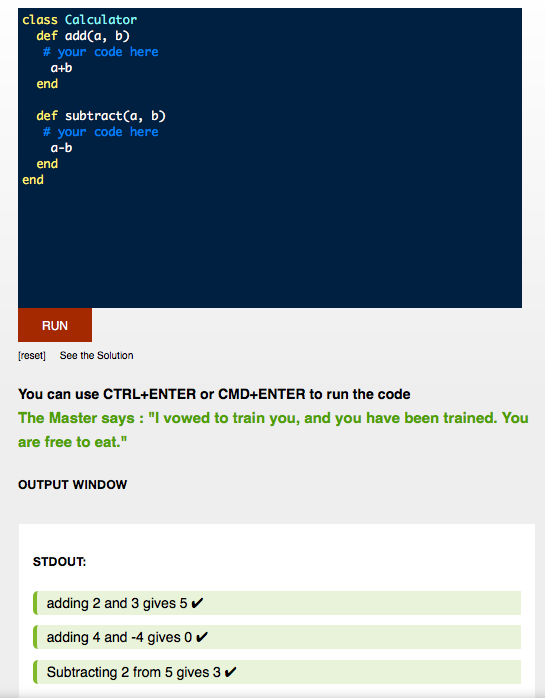 class Calculator
  def add(a, b)
   # your code here
    a+b
  end

  def subtract(a, b)
   # your code here
    a-b
  end
end
RUN
[reset] See the Solution
You can use CTRL+ENTER or CMD+ENTER to run the code
The Master says : "I vowed to train you, and you have been trained. You
are free to eat."
OUTPUT WINDOW
STDOUT:
adding 2 and 3 gives 5 ✔
adding 4 and -4 gives 0 ✔
Subtracting 2 from 5 gives 3 ✔